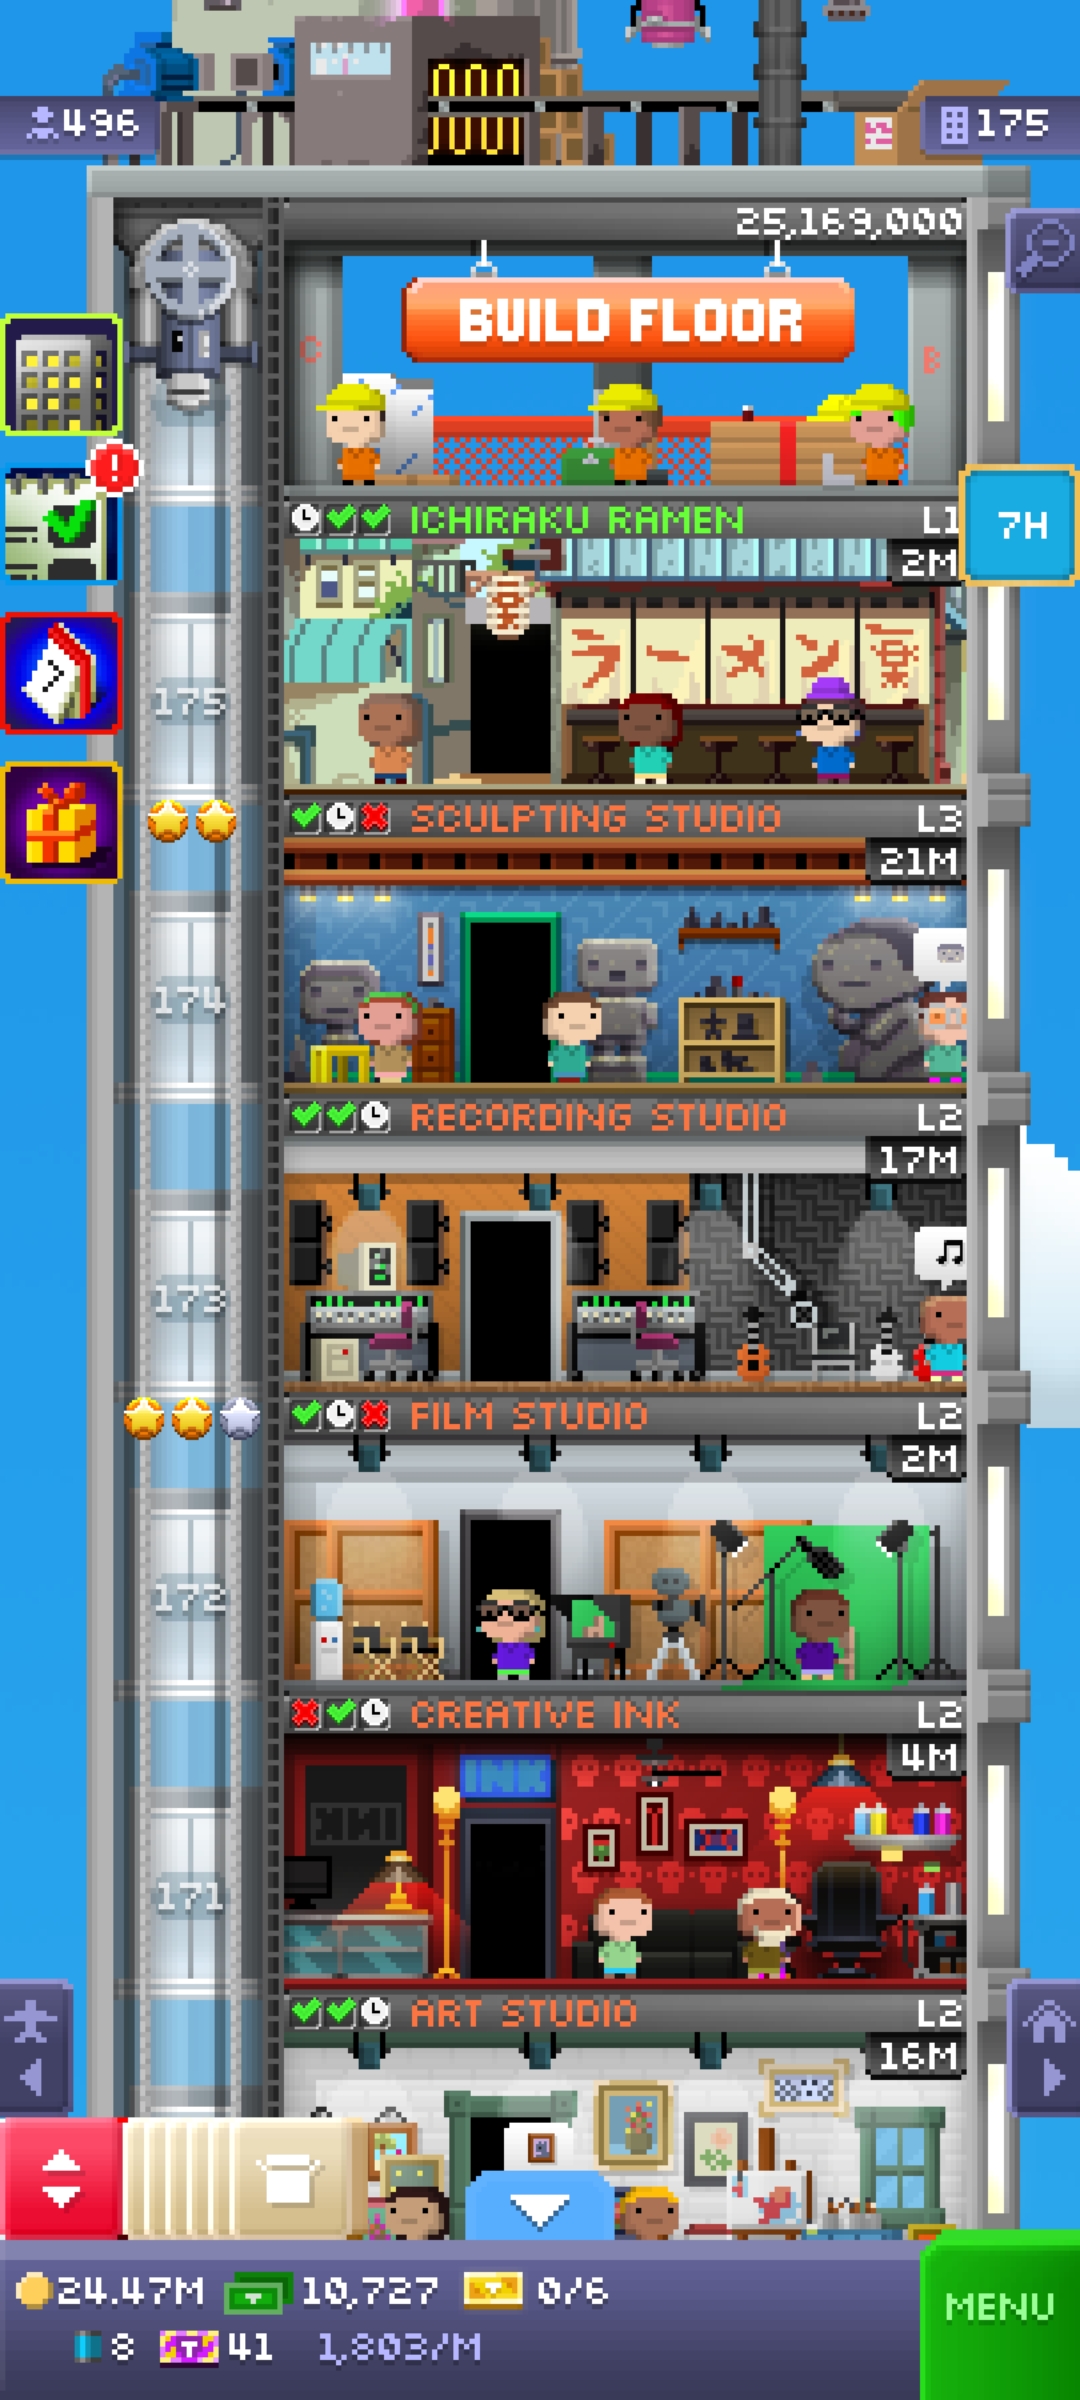 496
175
25,169,000
BUILD FLOOR
C
B
ICHIRAKU RAMEN L1
7H
2M
ラーメン
175
SCULPTING STUDIO L3
21M
174
RECORDING STUDIO L2
17M
173
FILM STUDIO L2
2M
172
CREATIVE INK L2
4M
INK
INK
171
ART STUDIO L2
16M
24.47M 10,727 0/6
MENU
8 T 41 1,803/M